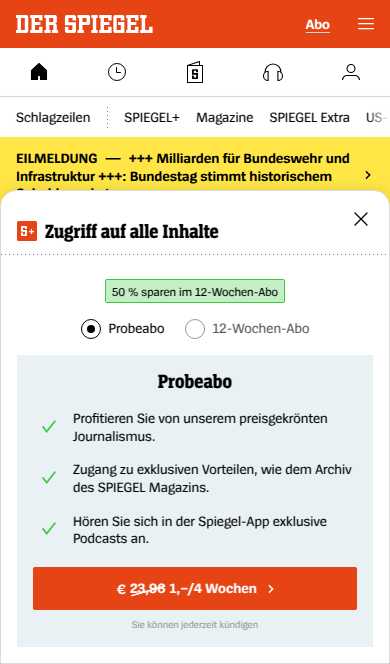 DER SPIEGEL
Abo
Schlagzeilen
SPIEGEL+
Magazine
SPIEGEL Extra
US-
EILMELDUNG — +++ Milliarden für Bundeswehr und
Infrastruktur +++: Bundestag stimmt historischem
S+ Zugriff auf alle Inhalte
50 % sparen im 12-Wochen-Abo
Probeabo
12-Wochen-Abo
Probeabo
Profitieren Sie von unserem preisgekrönten
Journalismus.
Zugang zu exklusiven Vorteilen, wie dem Archiv
des SPIEGEL Magazins.
Hören Sie sich in der Spiegel-App exklusive
Podcasts an.
€ 23,96 1,–/4 Wochen
Sie können jederzeit kündigen